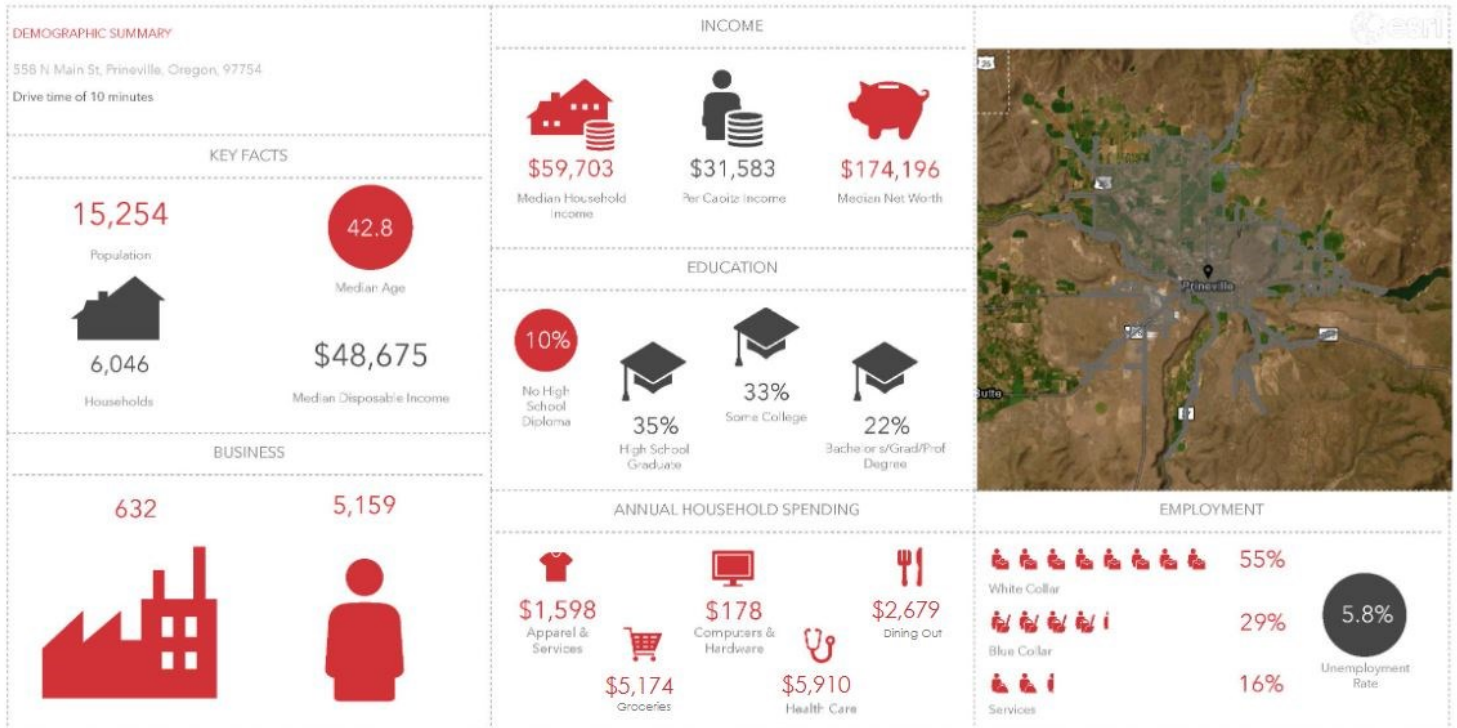 DEMOGRAPHIC SUMMARY
558 N Main St, Prineville, Oregon, 97754
Drive time of 10 minutes
KEY FACTS
15,254
Population
42.8
Median Age
6,046
Households
$48,675
Median Disposable Income
BUSINESS
632
5,159
INCOME
$59,703
Median Household
Income
$31,583
Per Capita Income
$174,196
Median Net Worth
EDUCATION
10%
No High
School
Diploma
35%
High School
Graduate
33%
Some College
22%
Bachelor's/Grad/Prof
Degree
ANNUAL HOUSEHOLD SPENDING
$1,598
Apparel &
Services
$5,174
Groceries
$178
Computers &
Hardware
$5,910
Health Care
$2,679
Dining Out
esri
26
Prineville
Butte
EMPLOYMENT
55%
White Collar
29%
Blue Collar
16%
Services
5.8%
Unemployment
Rate